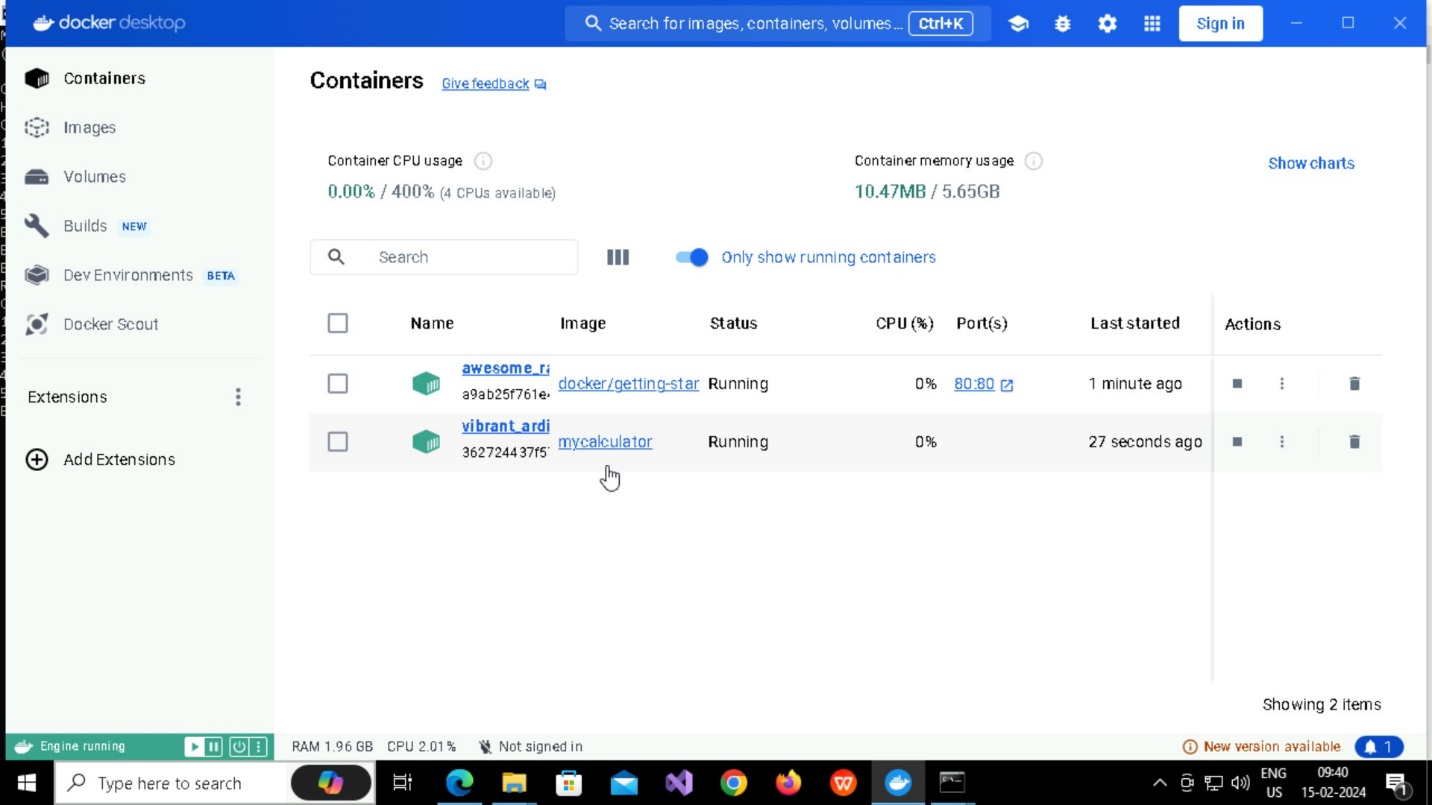 docker desktop
Search for images, containers, volumes... Ctrl+K
Sign in
Containers
Images
Volumes
Builds NEW
Dev Environments BETA
Docker Scout
Extensions
Add Extensions
Containers Give feedback
Container CPU usage
0.00% / 400% (4 CPUs available)
Container memory usage
10.47MB / 5.65GB
Show charts
Search
Only show running containers
Name Image Status CPU (%) Port(s) Last started Actions
awesome_ra
a9ab25f761e docker/getting-star Running 0% 80:80 1 minute ago
vibrant_ardi
362724437f5 mycalculator Running 0% 27 seconds ago
Showing 2 items
Engine running
RAM 1.96 GB CPU 2.01% Not signed in
New version available 1
Type here to search
ENG
US
09:40
15-02-2024
1